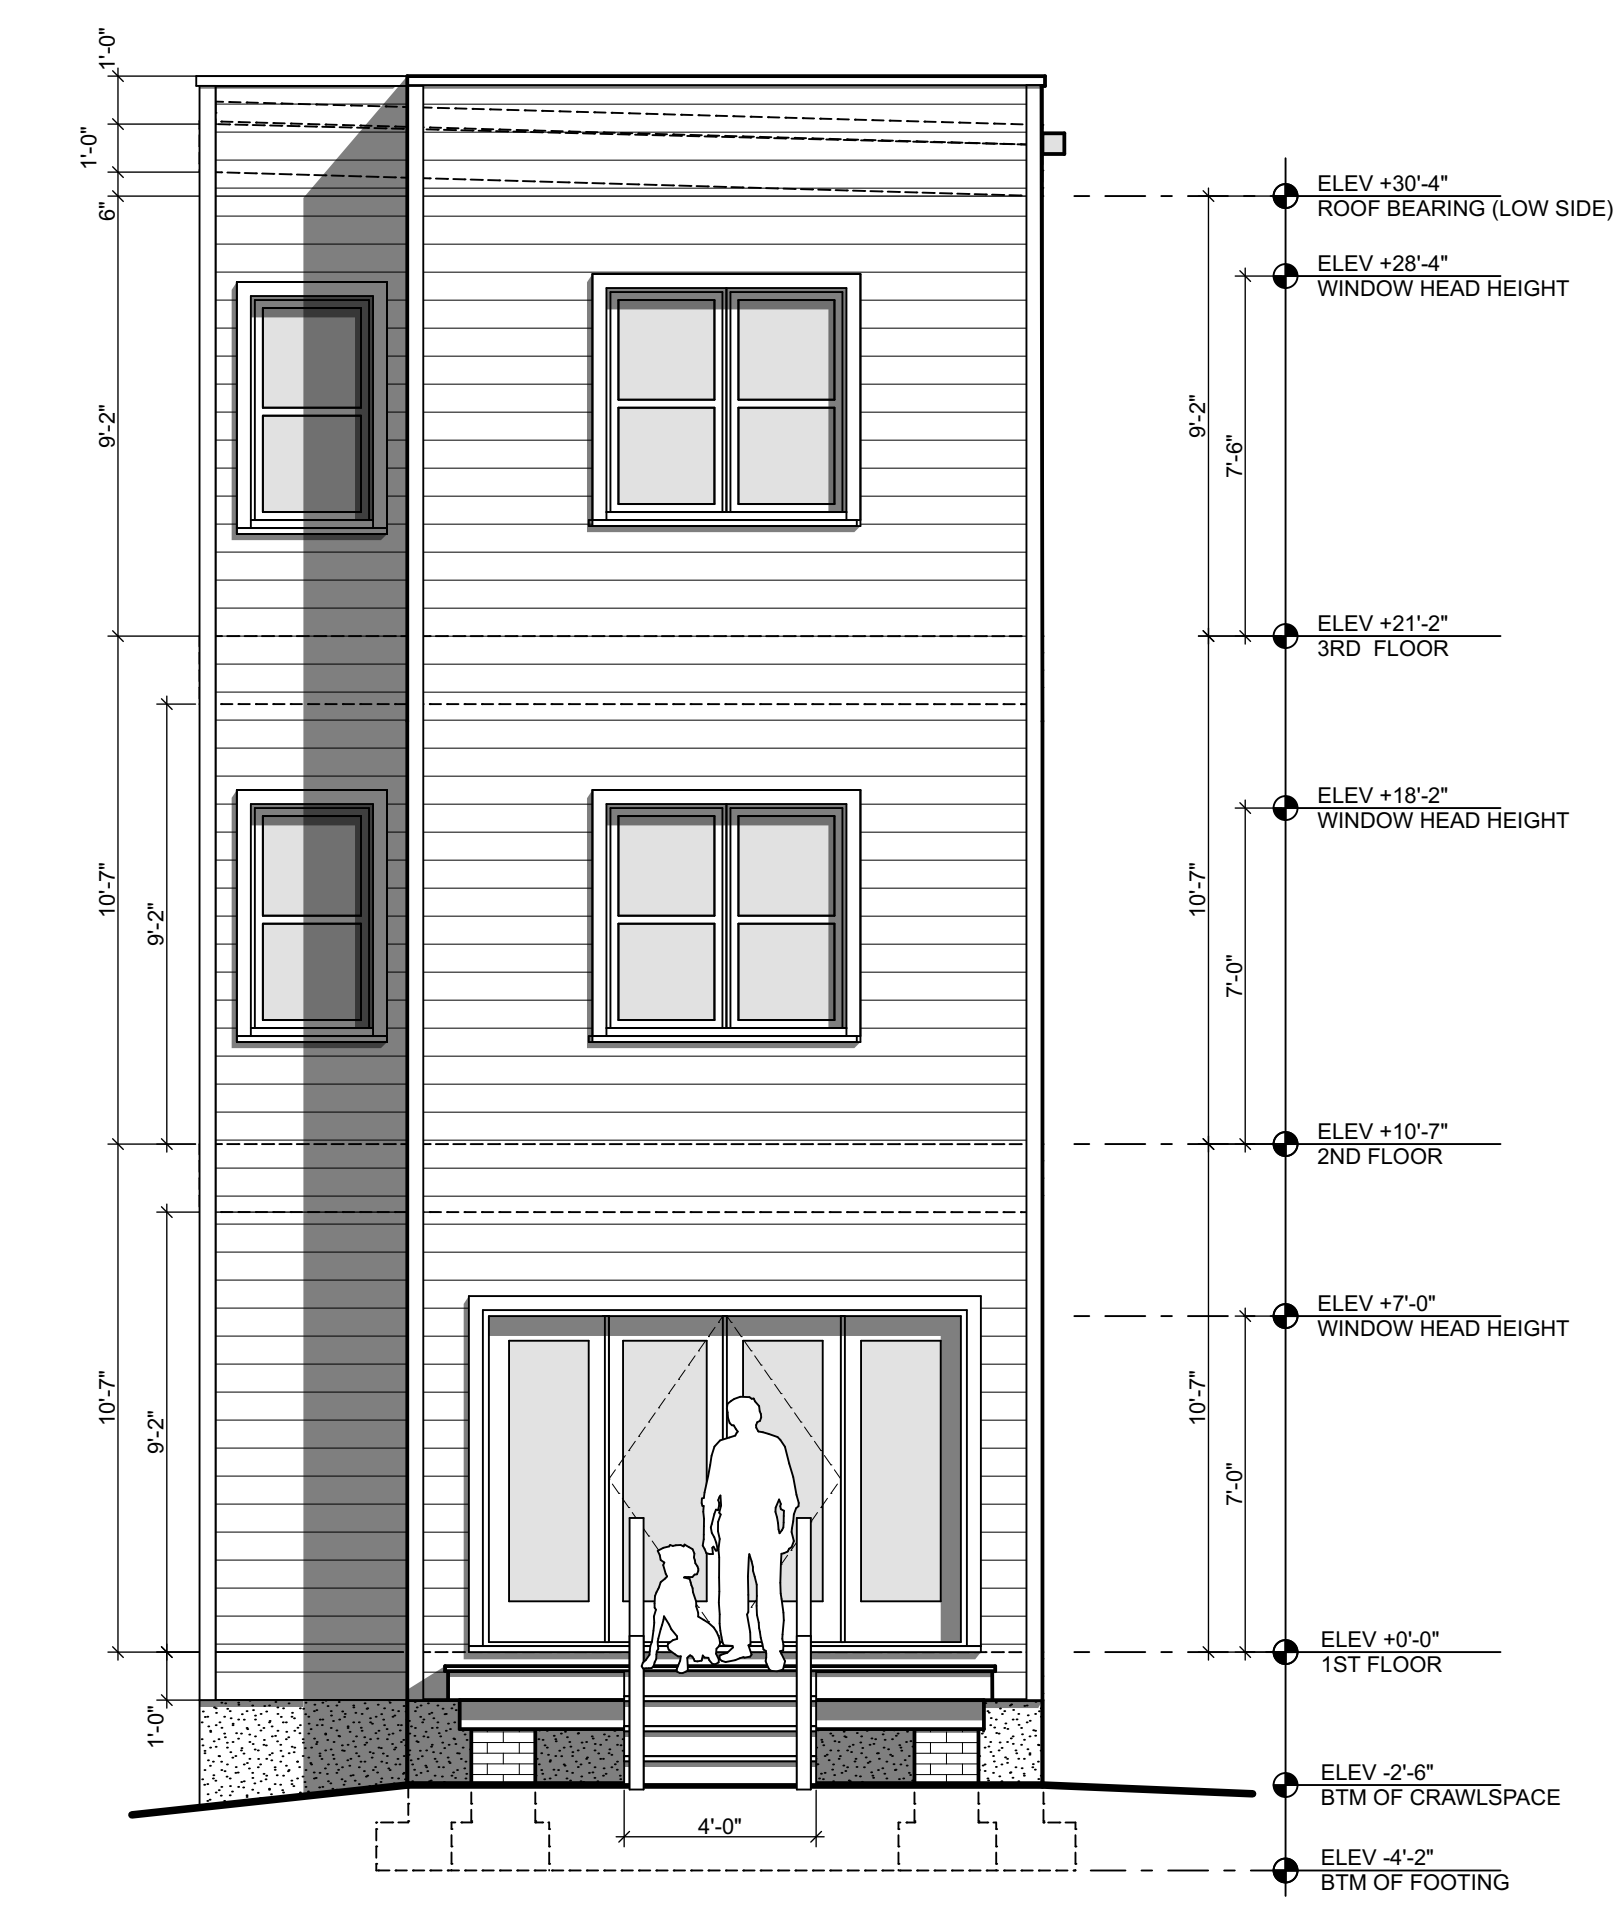 1'-0"
1'-0"
6"
9'-2"
10'-7"
9'-2"
10'-7"
9'-2"
1'-0"
4'-0"
9'-2"
7'-6"
10'-7"
7'-0"
10'-7"
7'-0"
ELEV +30'-4"
ROOF BEARING (LOW SIDE)
ELEV +28'-4"
WINDOW HEAD HEIGHT
ELEV +21'-2"
3RD  FLOOR
ELEV +18'-2"
WINDOW HEAD HEIGHT
ELEV +10'-7"
2ND FLOOR
ELEV +7'-0"
WINDOW HEAD HEIGHT
ELEV +0'-0"
1ST FLOOR
ELEV -2'-6"
BTM OF CRAWLSPACE
ELEV -4'-2"
BTM OF FOOTING